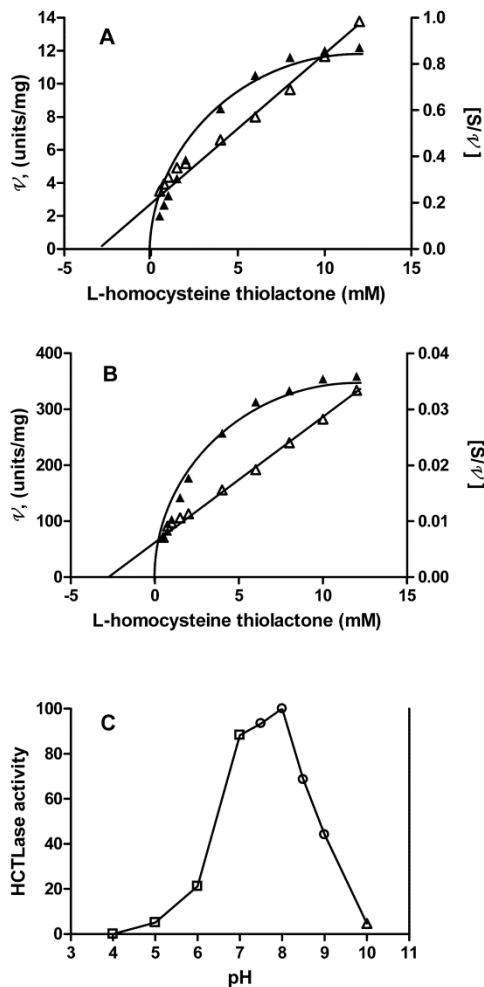 A
14
12
10
8
6
4
2
0
𝓥, (units/mg)
1.0
0.8
0.6
0.4
0.2
0.0
[S/𝓥]
-5 0 5 10 15
L-homocysteine thiolactone (mM)
B
400
300
200
100
0
𝓥, (units/mg)
0.04
0.03
0.02
0.01
0.00
[S/𝓥]
-5 0 5 10 15
L-homocysteine thiolactone (mM)
C
100
80
60
40
20
0
HCTLase activity
3 4 5 6 7 8 9 10 11
pH